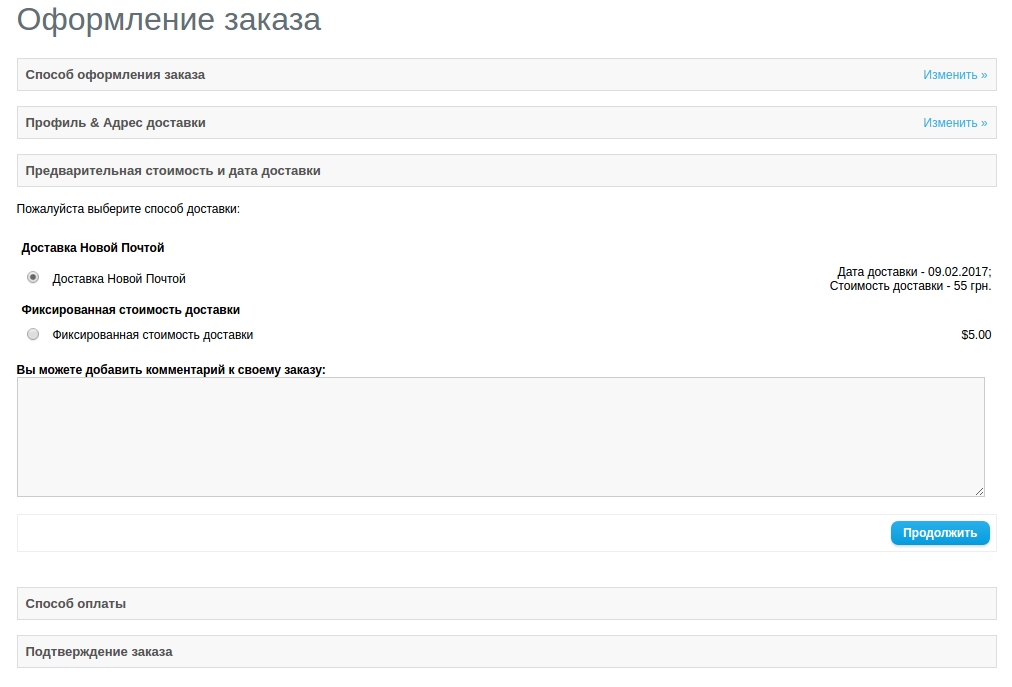 Оформление заказа
Способ оформления заказа
Изменить »
Профиль & Адрес доставки
Изменить »
Предварительная стоимость и дата доставки
Пожалуйста выберите способ доставки:
Доставка Новой Почтой
Доставка Новой Почтой
Дата доставки - 09.02.2017;
Стоимость доставки - 55 грн.
Фиксированная стоимость доставки
Фиксированная стоимость доставки
$5.00
Вы можете добавить комментарий к своему заказу:
Продолжить
Способ оплаты
Подтверждение заказа